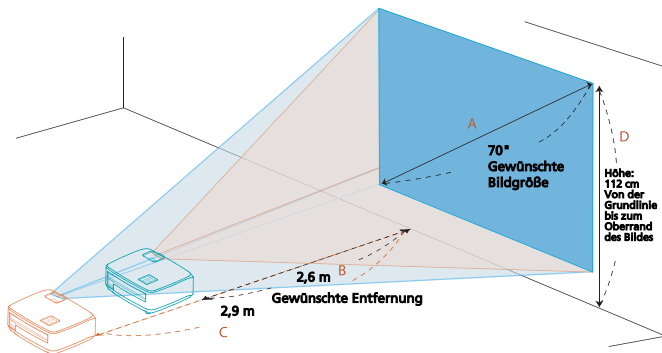 A
D
70"
Gewünschte
Bildgröße
Höhe:
112 cm
Von der
Grundlinie
bis zum
Oberrand
des Bildes
B
2,6 m
Gewünschte Entfernung
2,9 m
C